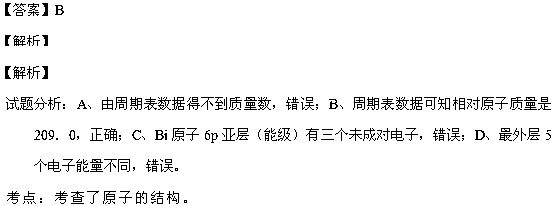 【答案】B
【解析】
【解析】
试题分析：A、由周期表数据得不到质量数，错误；B、周期表数据可知相对原子质量是
209．0，正确；C、Bi 原子 6p 亚层（能级）有三个未成对电子，错误；D、最外层 5
个电子能量不同，错误。
考点：考查了原子的结构。